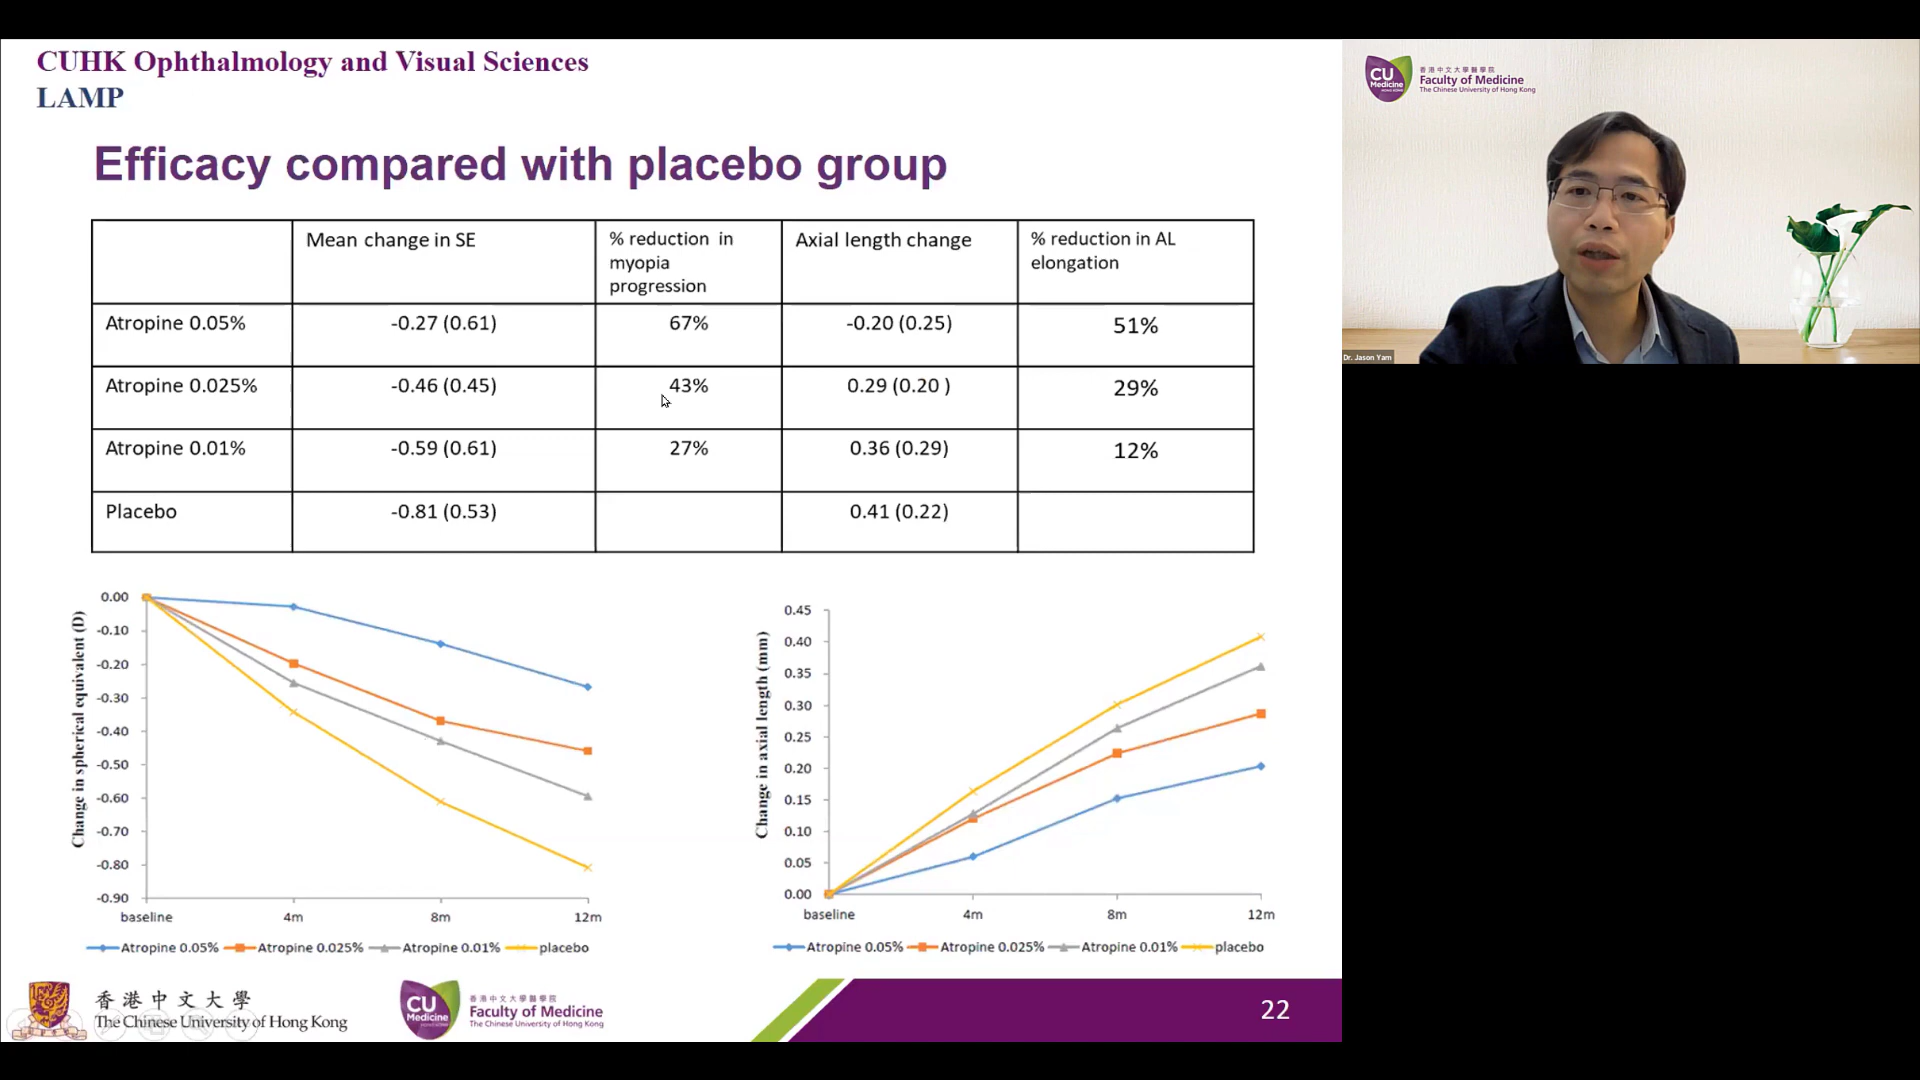 CUHK Ophthalmology and Visual Sciences
LAMP
Efficacy compared with placebo group
Mean change in SE
% reduction in
myopia
progression
Axial length change
% reduction in AL
elongation
Atropine 0.05%
-0.27 (0.61)
67%
-0.20 (0.25)
51%
Atropine 0.025%
-0.46 (0.45)
43%
0.29 (0.20 )
29%
Atropine 0.01%
-0.59 (0.61)
27%
0.36 (0.29)
12%
Placebo
-0.81 (0.53)
0.41 (0.22)
Change in spherical equivalent (D)
0.00
-0.10
-0.20
-0.30
-0.40
-0.50
-0.60
-0.70
-0.80
-0.90
baseline
4m
8m
12m
Atropine 0.05%
Atropine 0.025%
Atropine 0.01%
placebo
Change in axial length (mm)
0.45
0.40
0.35
0.30
0.25
0.20
0.15
0.10
0.05
0.00
baseline
4m
8m
12m
Atropine 0.05%
Atropine 0.025%
Atropine 0.01%
placebo
香港中文大學
The Chinese University of Hong Kong
CU
Medicine
HONG KONG
香港中文大學醫學院
Faculty of Medicine
The Chinese University of Hong Kong
22
CU
Medicine
HONG KONG
香港中文大學醫學院
Faculty of Medicine
The Chinese University of Hong Kong
Dr. Jason Yam